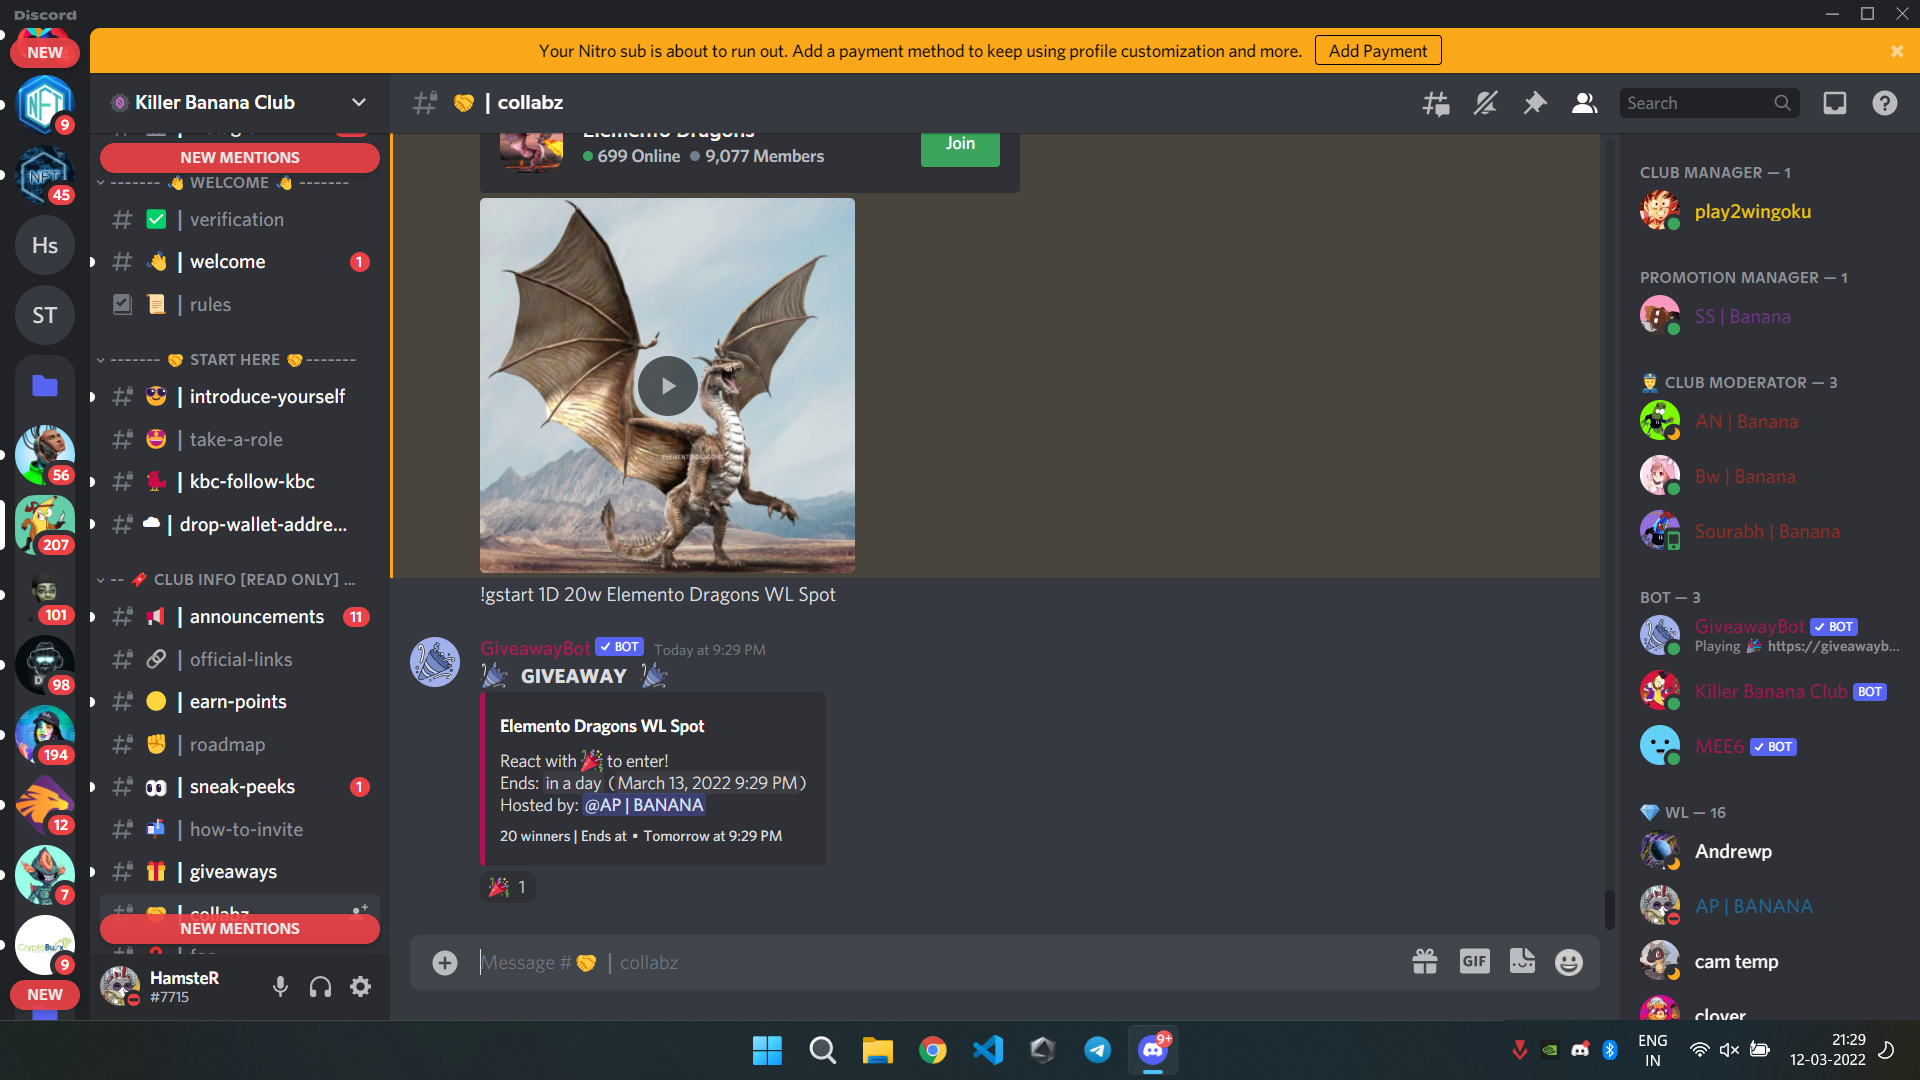 Discord
Your Nitro sub is about to run out. Add a payment method to keep using profile customization and more.
Add Payment
NEW
9
45
Hs
ST
56
207
101
98
194
12
7
CryptoBuzx
9
NEW
Killer Banana Club
NEW MENTIONS
------- WELCOME -------
# | verification
# | welcome 1
| rules
------- START HERE -------
# | introduce-yourself
# | take-a-role
# | kbc-follow-kbc
# | drop-wallet-addre...
-- CLUB INFO [READ ONLY] ...
# | announcements 11
# | official-links
# | earn-points
# | roadmap
# | sneak-peeks 1
# | how-to-invite
# | giveaways
# | collabz
NEW MENTIONS
HamsteR
#7715
# | collabz
Search
Elemento Dragons
699 Online 9,077 Members
Join
ELEMENTO DRAGONS
!gstart 1D 20w Elemento Dragons WL Spot
GiveawayBot BOT Today at 9:29 PM
GIVEAWAY
Elemento Dragons WL Spot
React with to enter!
Ends: in a day (March 13, 2022 9:29 PM)
Hosted by: @AP | BANANA
20 winners | Ends at • Tomorrow at 9:29 PM
1
Message # | collabz
GIF
CLUB MANAGER — 1
play2wingoku
PROMOTION MANAGER — 1
SS | Banana
CLUB MODERATOR — 3
AN | Banana
Bw | Banana
Sourabh | Banana
BOT — 3
GiveawayBot BOT
Playing https://giveawayb...
Killer Banana Club BOT
MEE6 BOT
WL — 16
Andrewp
AP | BANANA
cam temp
clover
9+
ENG
IN
21:29
12-03-2022